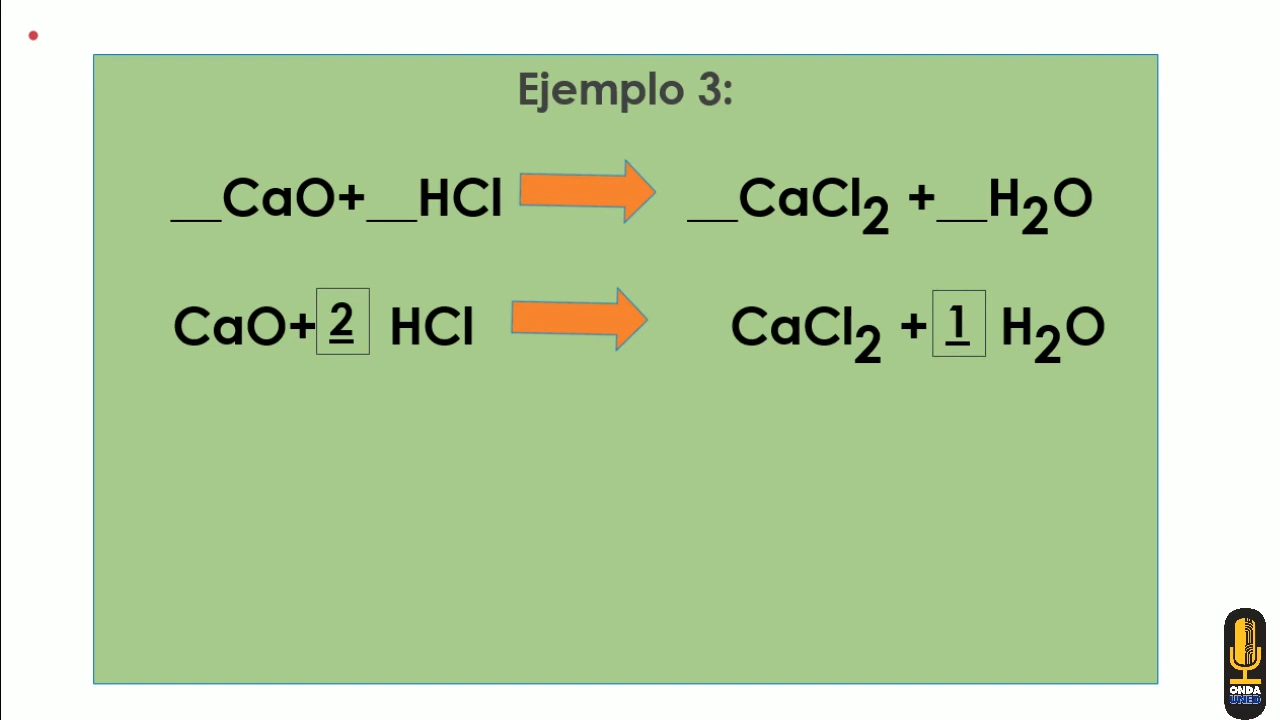 Ejemplo 3:
__CaO+__HCl __CaCl2 +__H2O
CaO+ 2 HCl CaCl2 + 1 H2O
ONDA
UNED